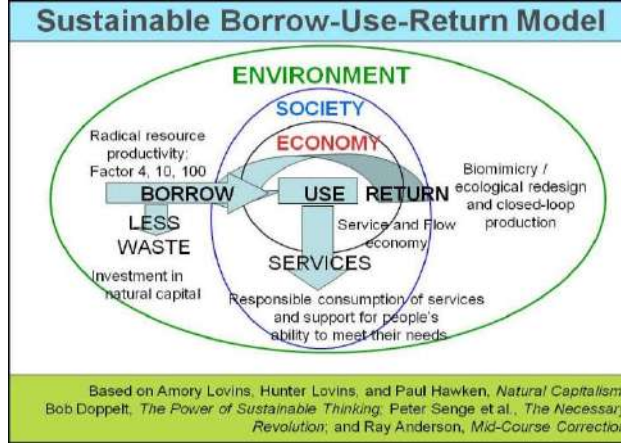 Sustainable Borrow-Use-Return Model
ENVIRONMENT
SOCIETY
ECONOMY
Radical resource
productivity:
Factor 4, 10, 100
BORROW
USE
RETURN
Biomimicry /
ecological redesign
and closed-loop
production
LESS
WASTE
Service and Flow
economy
SERVICES
Investment in
natural capital
Responsible consumption of services
and support for people's
ability to meet their needs
Based on Amory Lovins, Hunter Lovins, and Paul Hawken, Natural Capitalism
Bob Doppelt, The Power of Sustainable Thinking; Peter Senge et al., The Necessary
Revolution; and Ray Anderson, Mid-Course Correction